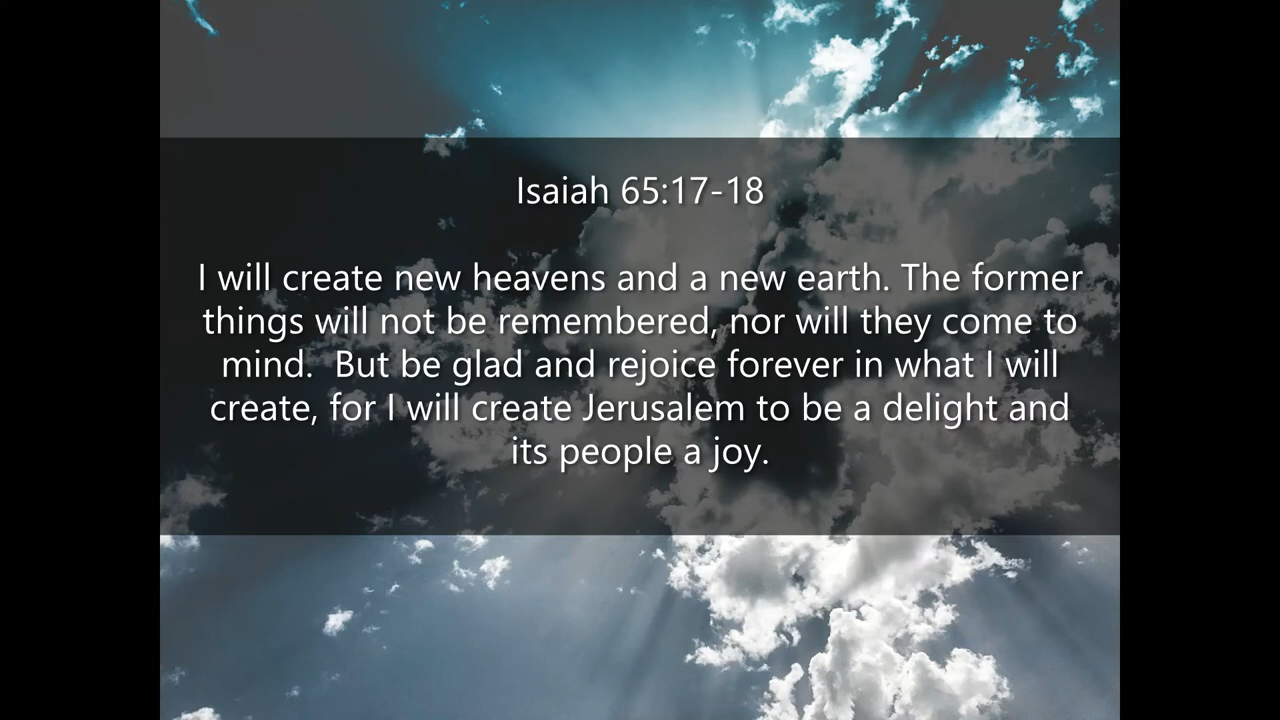 Isaiah 65:17-18
I will create new heavens and a new earth. The former
things will not be remembered, nor will they come to
mind.  But be glad and rejoice forever in what I will
create, for I will create Jerusalem to be a delight and
its people a joy.